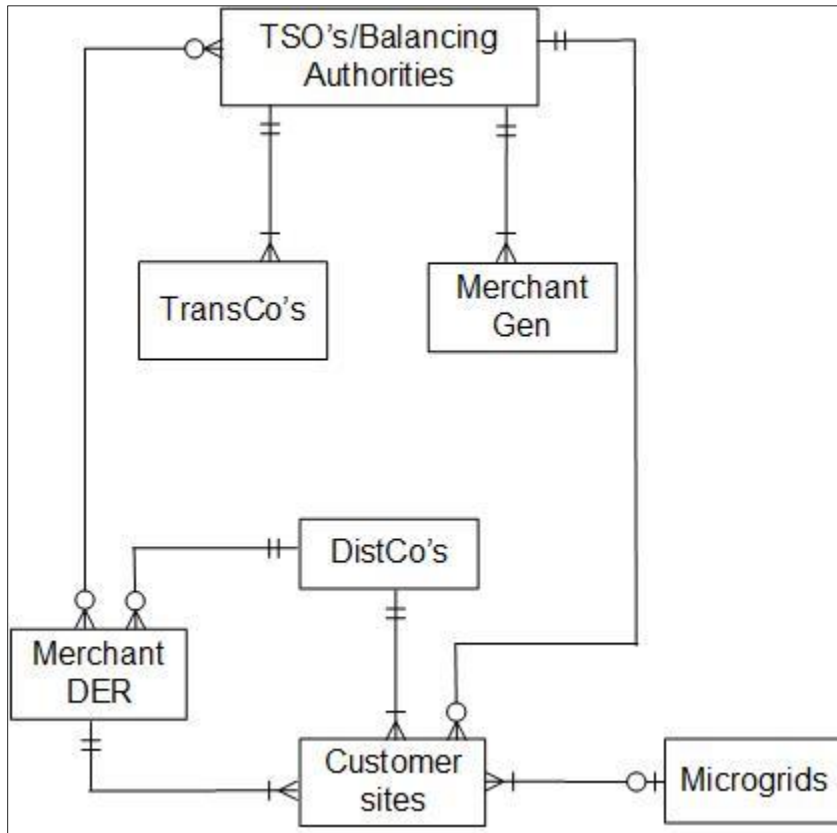 TSO's/Balancing
Authorities
TransCo's
Merchant
Gen
DistCo's
Merchant
DER
Customer
sites
Microgrids